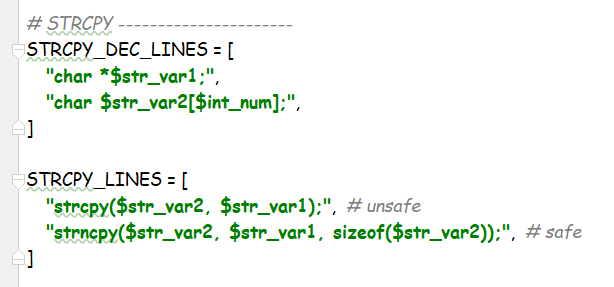 # STRCPY ----------------------
STRCPY_DEC_LINES = [
"char *$str_var1;",
"char $str_var2[$int_num];",
]
STRCPY_LINES = [
"strcpy($str_var2, $str_var1);", # unsafe
"strncpy($str_var2, $str_var1, sizeof($str_var2));", # safe
]